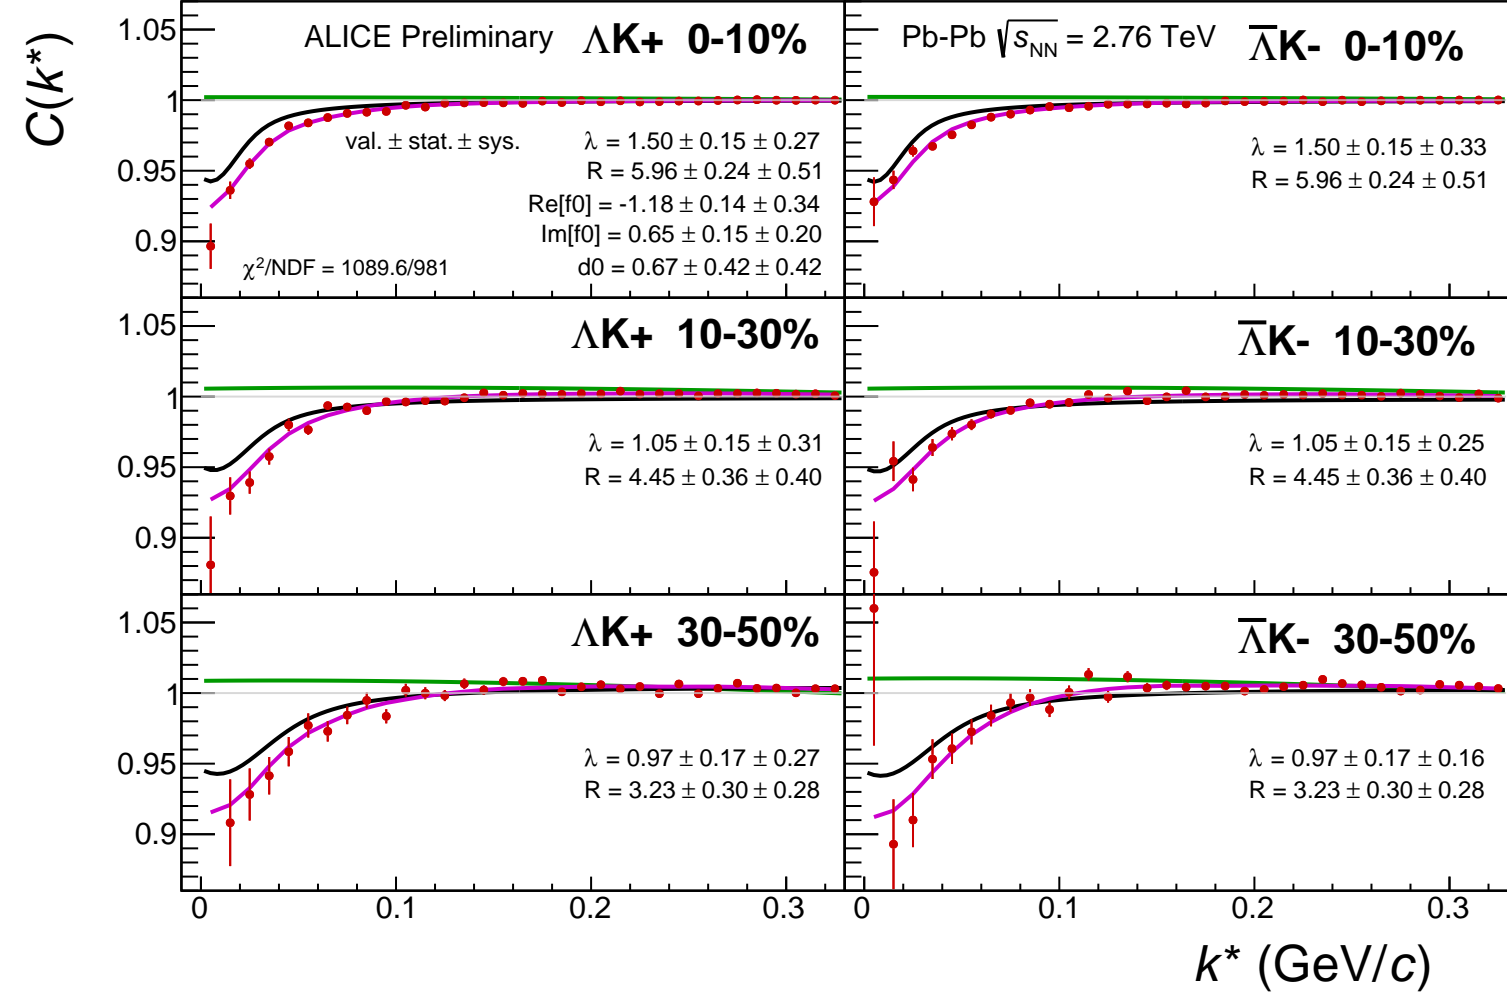 C(k*)
ALICE Preliminary ΛK+ 0-10%
1.05
1
0.95
0.9
val. ± stat. ± sys.
λ = 1.50 ± 0.15 ± 0.27
R = 5.96 ± 0.24 ± 0.51
Re[f0] = -1.18 ± 0.14 ± 0.34
Im[f0] = 0.65 ± 0.15 ± 0.20
d0 = 0.67 ± 0.42 ± 0.42
χ²/NDF = 1089.6/981
Pb-Pb √s_NN = 2.76 TeV Λ̅K- 0-10%
λ = 1.50 ± 0.15 ± 0.33
R = 5.96 ± 0.24 ± 0.51
ΛK+ 10-30%
1.05
1
0.95
0.9
λ = 1.05 ± 0.15 ± 0.31
R = 4.45 ± 0.36 ± 0.40
Λ̅K- 10-30%
λ = 1.05 ± 0.15 ± 0.25
R = 4.45 ± 0.36 ± 0.40
ΛK+ 30-50%
1.05
1
0.95
0.9
λ = 0.97 ± 0.17 ± 0.27
R = 3.23 ± 0.30 ± 0.28
Λ̅K- 30-50%
λ = 0.97 ± 0.17 ± 0.16
R = 3.23 ± 0.30 ± 0.28
0 0.1 0.2 0.3 0 0.1 0.2 0.3
k* (GeV/c)